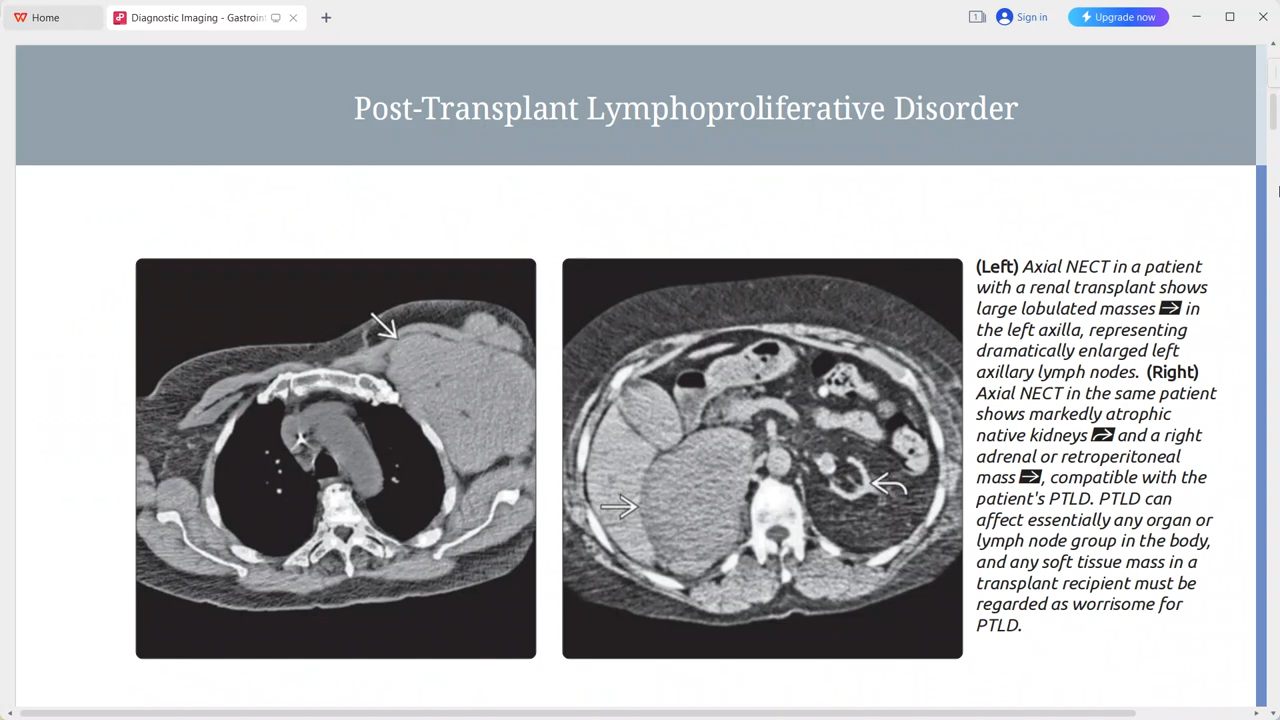 Home
Diagnostic Imaging - Gastroint
1
Sign in
Upgrade now
Post-Transplant Lymphoproliferative Disorder
(Left) Axial NECT in a patient
with a renal transplant shows
large lobulated masses in
the left axilla, representing
dramatically enlarged left
axillary lymph nodes. (Right)
Axial NECT in the same patient
shows markedly atrophic
native kidneys and a right
adrenal or retroperitoneal
mass , compatible with the
patient's PTLD. PTLD can
affect essentially any organ or
lymph node group in the body,
and any soft tissue mass in a
transplant recipient must be
regarded as worrisome for
PTLD.